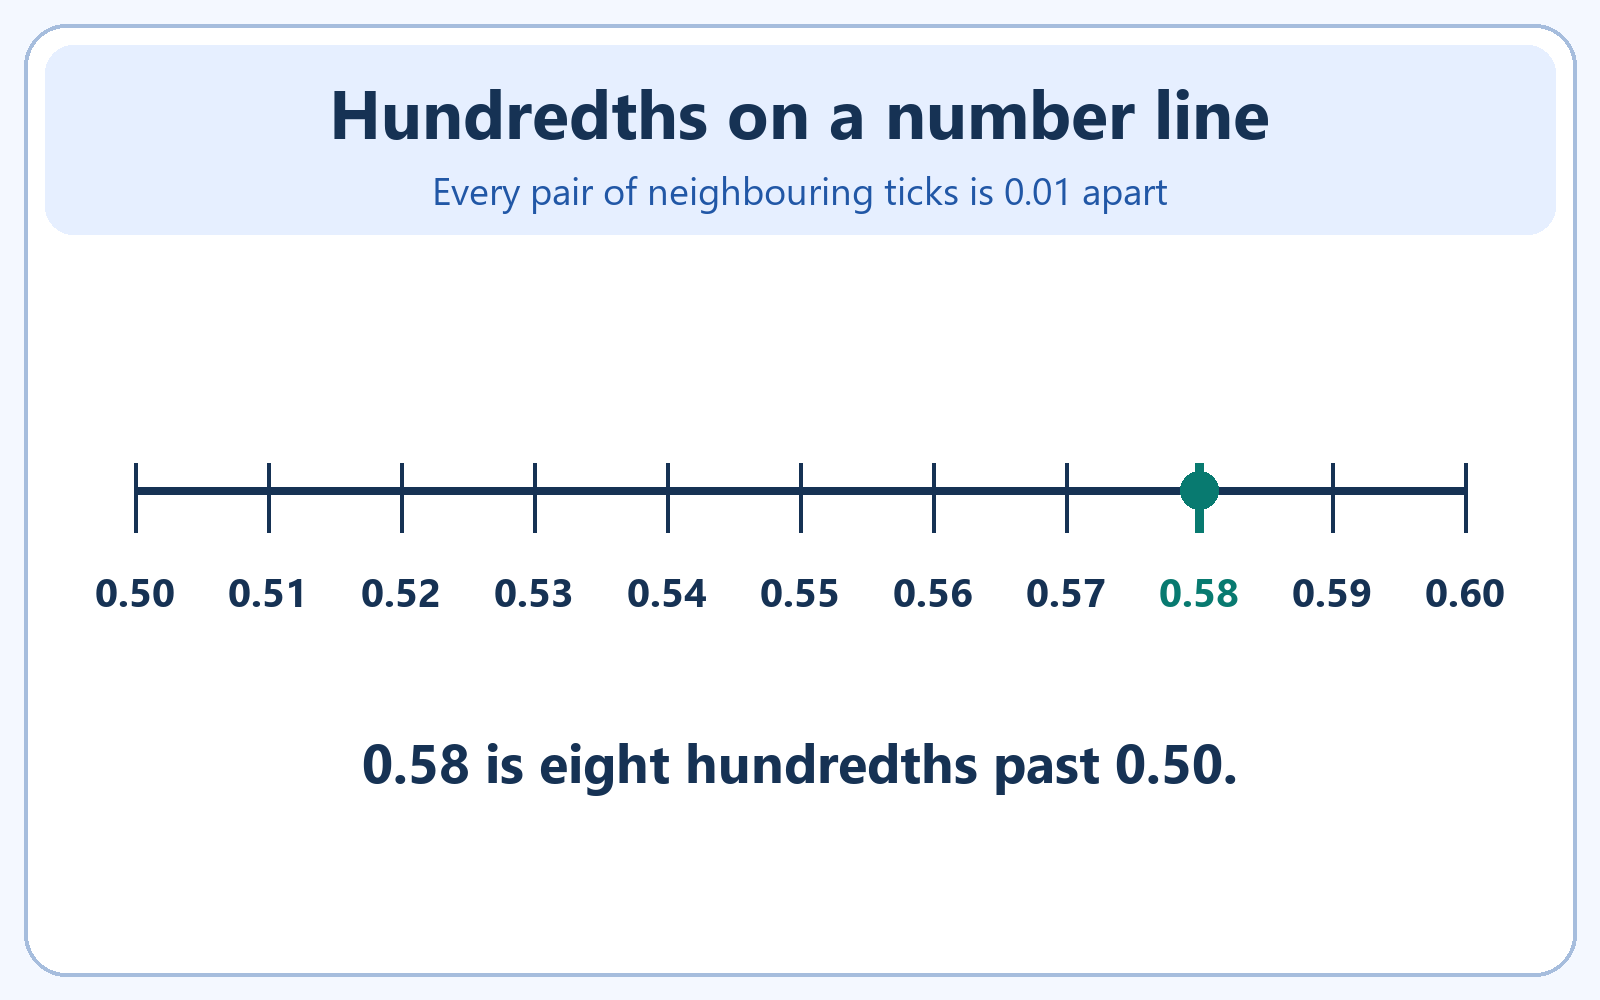 Hundredths on a number line
Every pair of neighbouring ticks is 0.01 apart
0.50 0.51 0.52 0.53 0.54 0.55 0.56 0.57 0.58 0.59 0.60
0.58 is eight hundredths past 0.50.